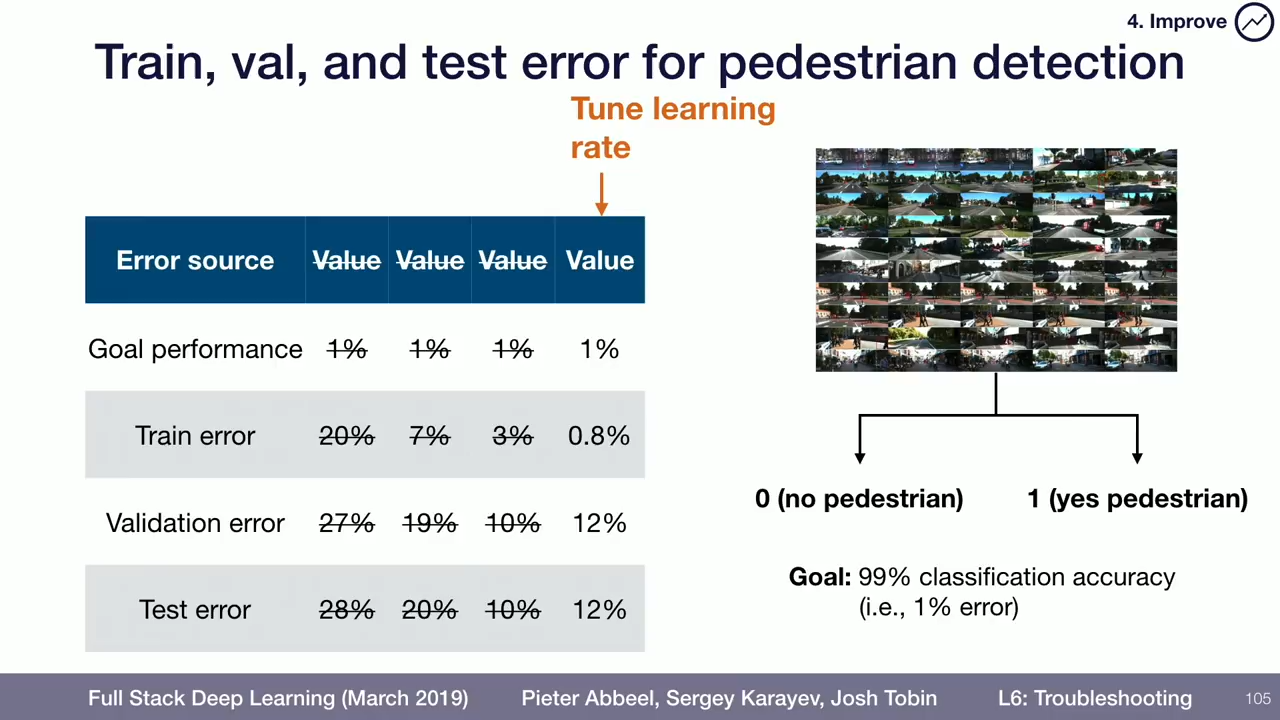 4. Improve
Train, val, and test error for pedestrian detection
Tune learning
rate
Error source Value Value Value Value
Goal performance 1% 1% 1% 1%
Train error 20% 7% 3% 0.8%
Validation error 27% 19% 10% 12%
Test error 28% 20% 10% 12%
0 (no pedestrian) 1 (yes pedestrian)
Goal: 99% classification accuracy
(i.e., 1% error)
Full Stack Deep Learning (March 2019) Pieter Abbeel, Sergey Karayev, Josh Tobin L6: Troubleshooting 105